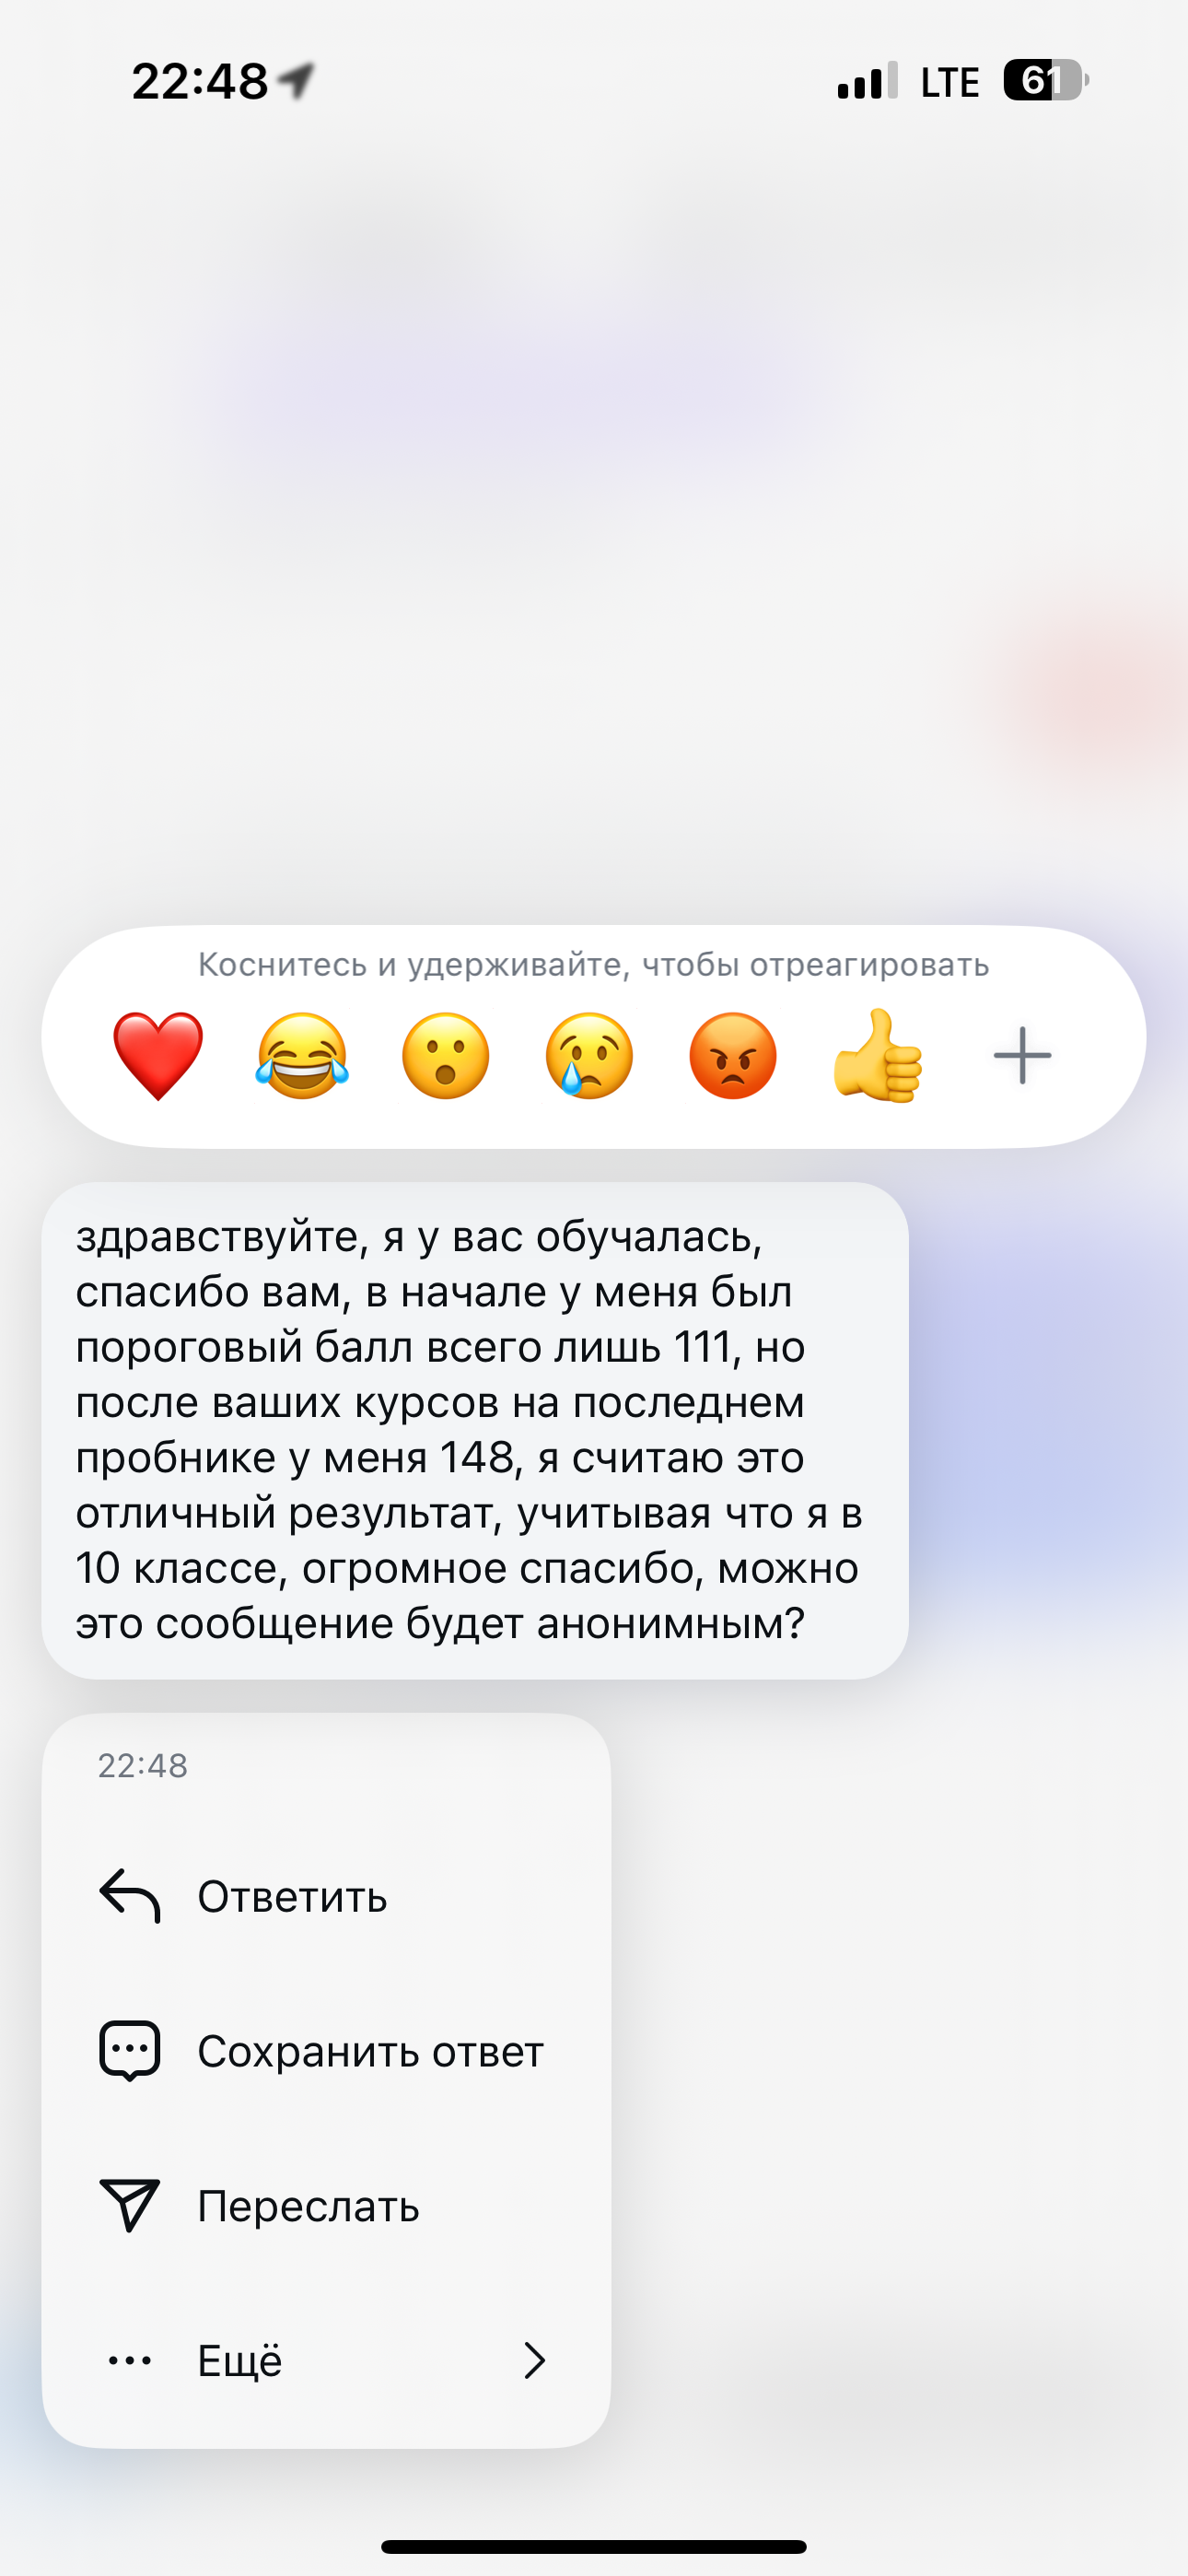 22:48 LTE 61
Коснитесь и удерживайте, чтобы отреагировать
здравствуйте, я у вас обучалась,
спасибо вам, в начале у меня был
пороговый балл всего лишь 111, но
после ваших курсов на последнем
пробнике у меня 148, я считаю это
отличный результат, учитывая что я в
10 классе, огромное спасибо, можно
это сообщение будет анонимным?
22:48
Ответить
Сохранить ответ
Переслать
Ещё